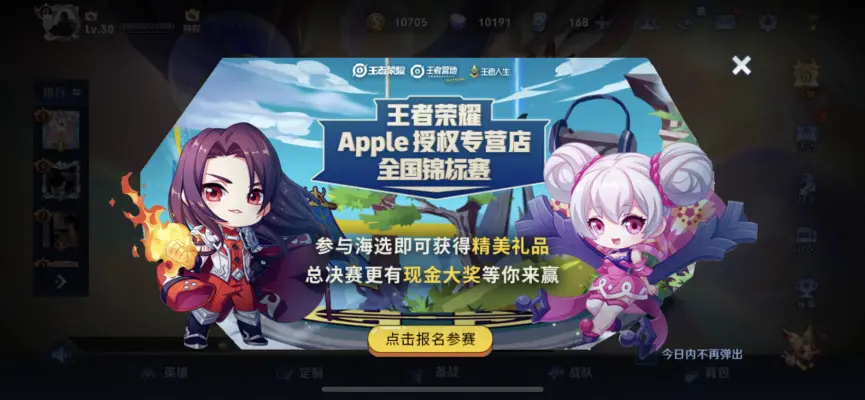 Lv.30
10705
10191
168
王者荣耀
王者营地
王者人生
王者荣耀
Apple 授权专营店
全国锦标赛
参与海选即可获得精美礼品
总决赛更有现金大奖等你来赢
点击报名参赛
今日内不再弹出
英雄
定制
备战
战队
背包